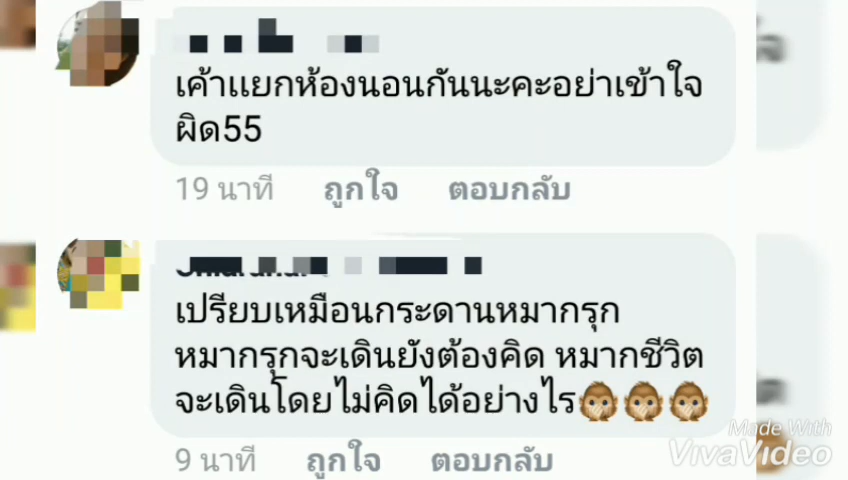 เค้าแยกห้องนอนกันนะคะอย่าเข้าใจ
ผิด55
19 นาที ถูกใจ ตอบกลับ
เปรียบเหมือนกระดานหมากรุก
หมากรุกจะเดินยังต้องคิด หมากชีวิต
จะเดินโดยไม่คิดได้อย่างไร🙊🙊🙊
9 นาที ถูกใจ ตอบกลับ
Made With
VivaVideo